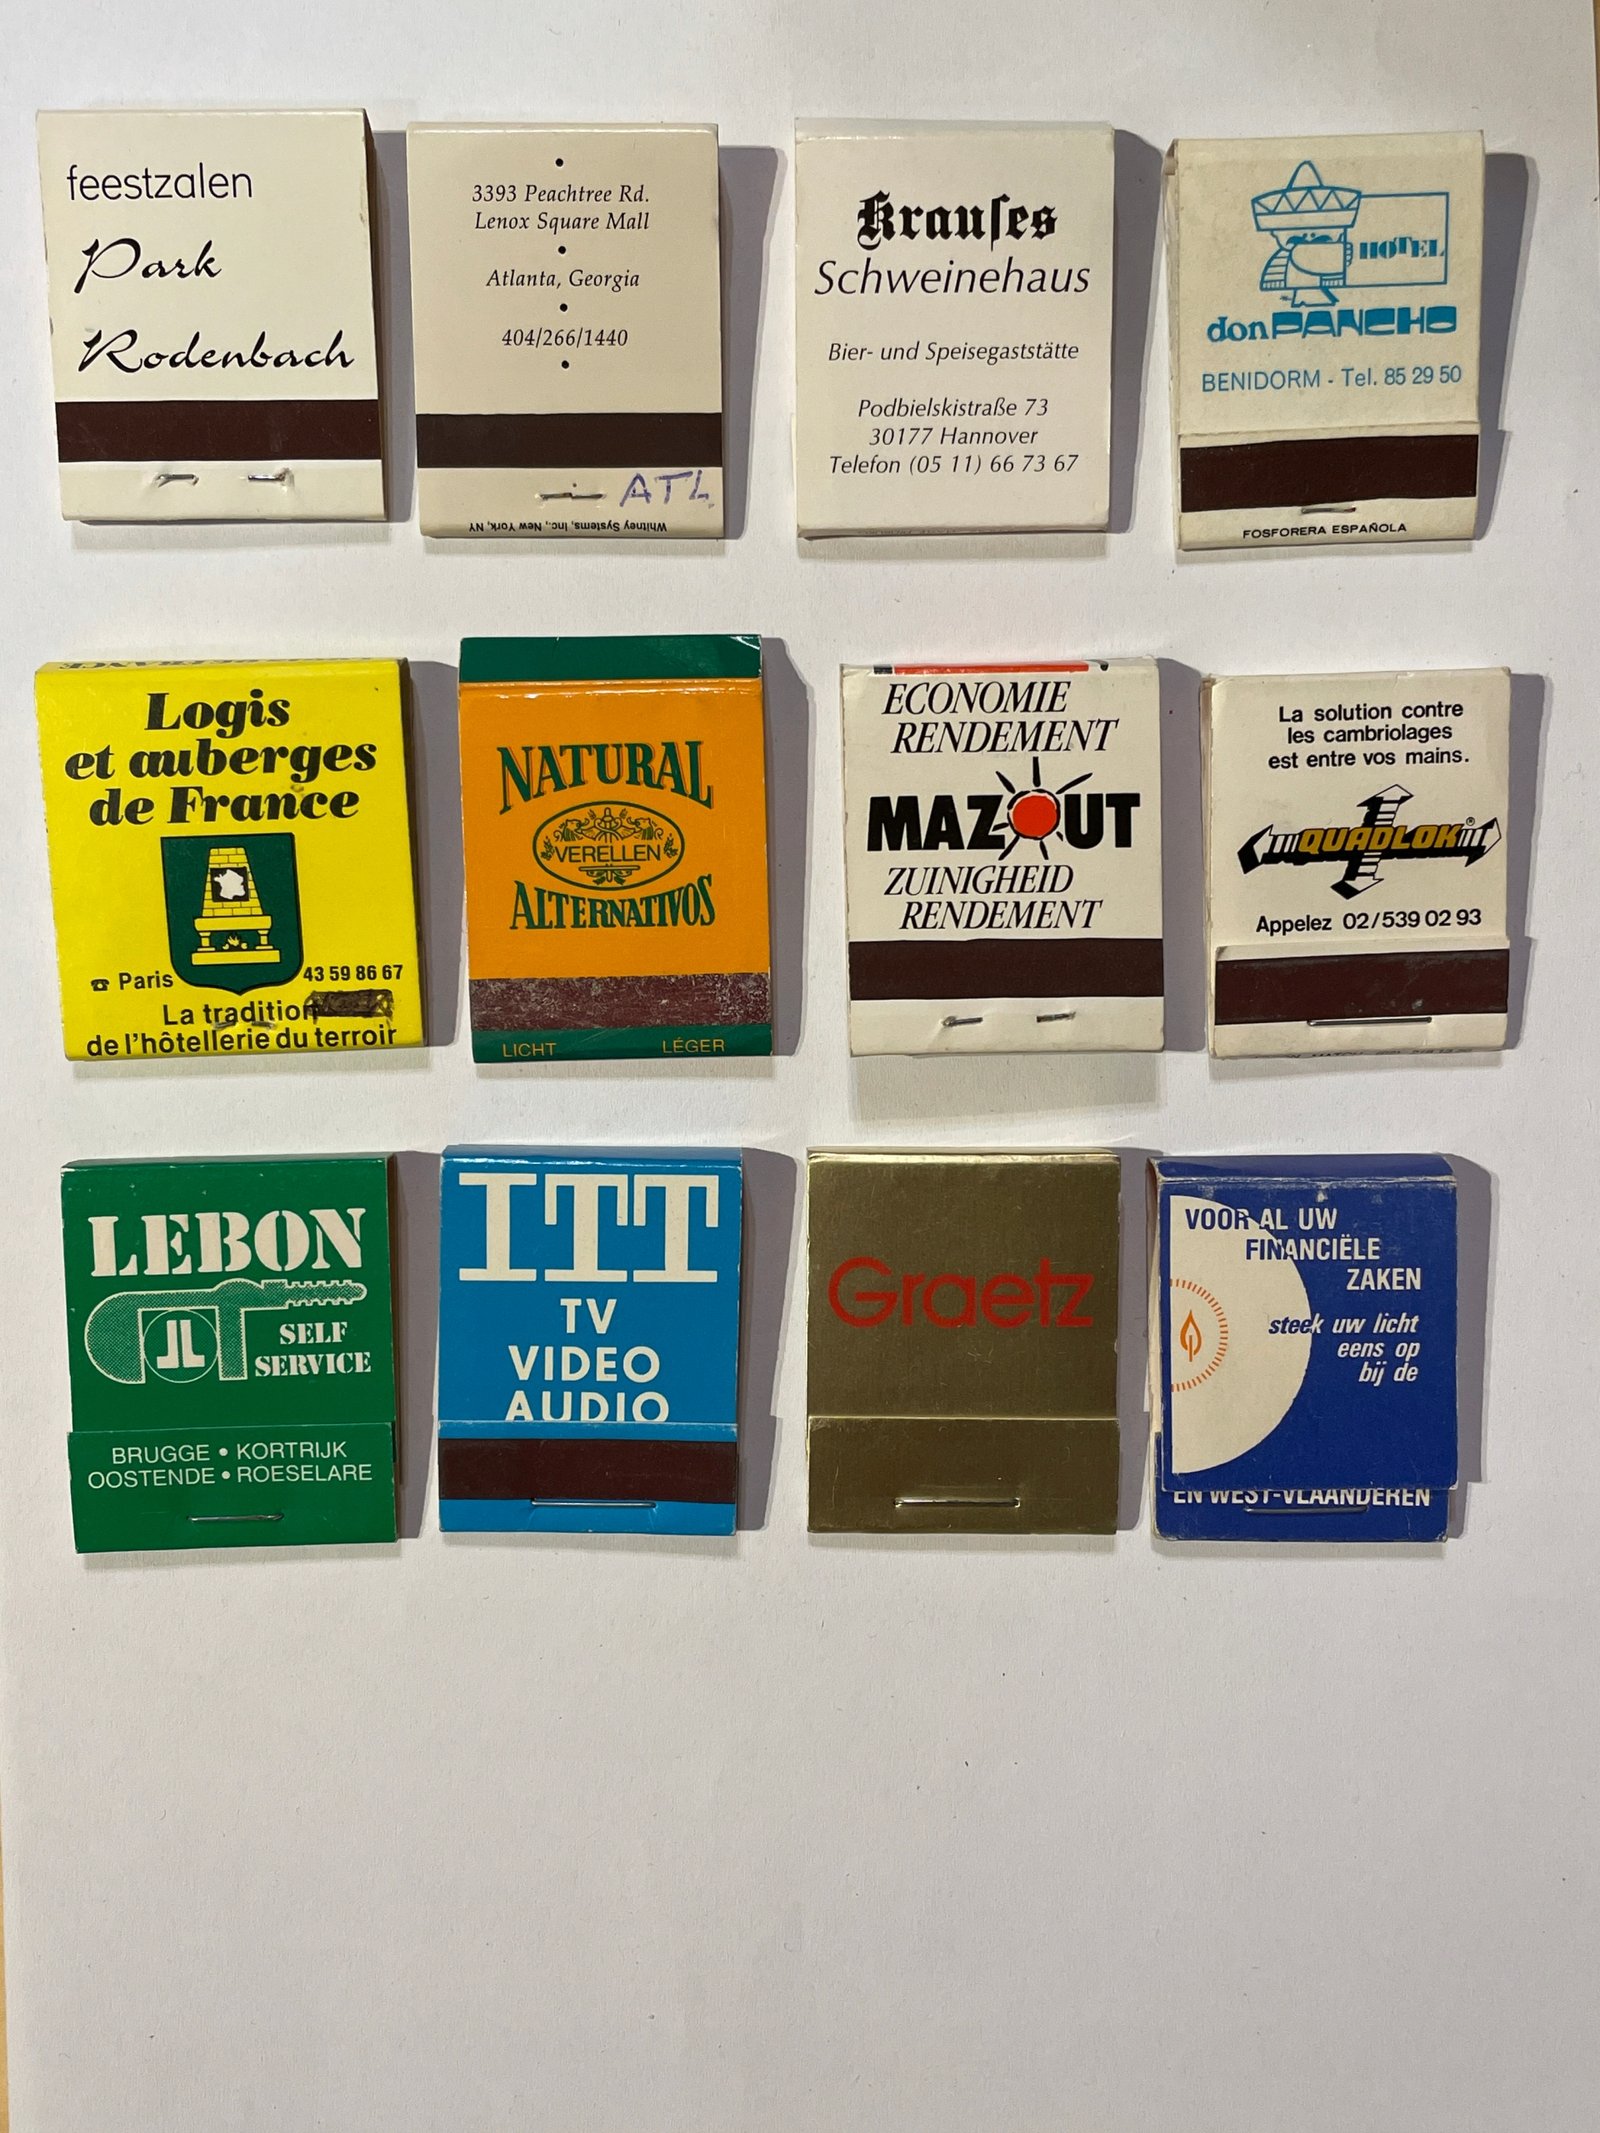 feestzalen
Park
Rodenbach
3393 Peachtree Rd.
Lenox Square Mall
Atlanta, Georgia
404/266/1440
ATL
Whitney Systems, Inc., New York, NY
Krauſes
Schweinehaus
Bier- und Speisegaststätte
Podbielskistraße 73
30177 Hannover
Telefon (05 11) 66 73 67
HOTEL
don PANCHO
BENIDORM - Tel. 85 29 50
FOSFORERA ESPAÑOLA
Logis
et auberges
de France
☎ Paris 43 59 86 67
La tradition
de l'hôtellerie du terroir
NATURAL
VERELLEN
ALTERNATIVOS
LICHT LÉGER
ECONOMIE
RENDEMENT
MAZOUT
ZUINIGHEID
RENDEMENT
La solution contre
les cambriolages
est entre vos mains.
QUADLOK®
Appelez 02/539 02 93
LEBON
SELF
SERVICE
BRUGGE • KORTRIJK
OOSTENDE • ROESELARE
ITT
TV
VIDEO
AUDIO
Graetz
VOOR AL UW
FINANCIËLE
ZAKEN
steek uw licht
eens op
bij de
EN WEST-VLAANDEREN